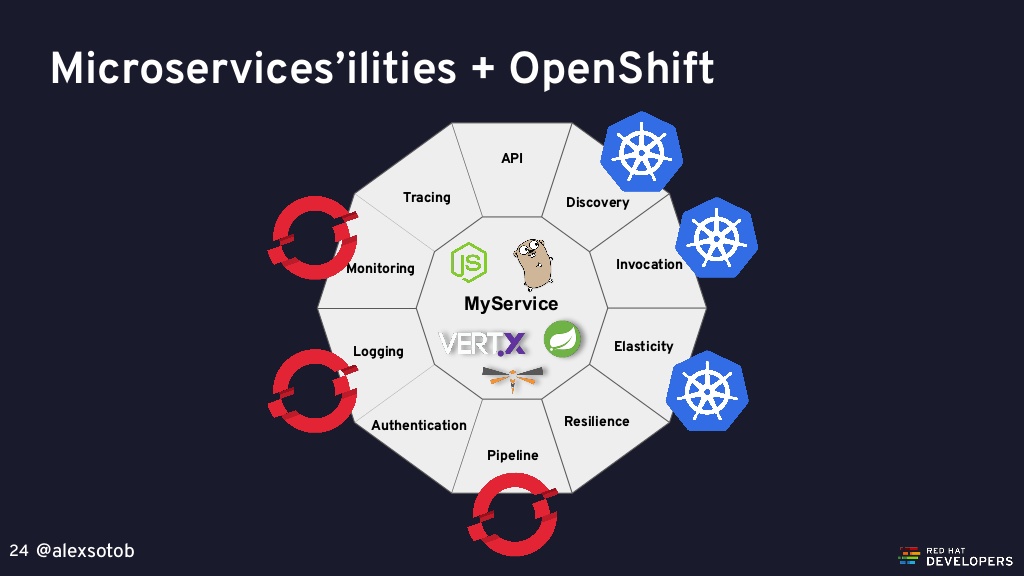 Microservices’ilities + OpenShift
API
Tracing
Discovery
Monitoring
Invocation
JS
MyService
VERT.X
Logging
Elasticity
Authentication
Resilience
Pipeline
24 @alexsotob
RED HAT
DEVELOPERS